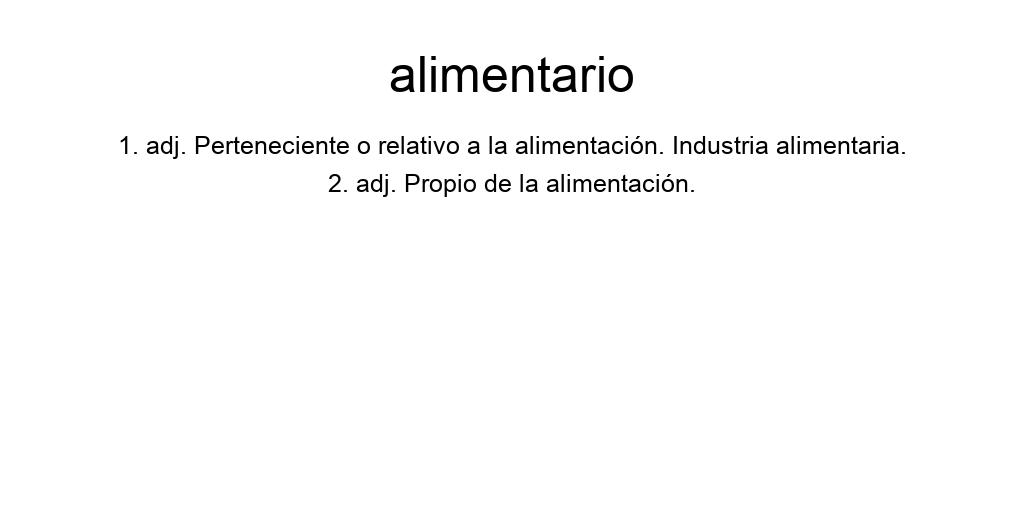 alimentario
1. adj. Perteneciente o relativo a la alimentación. Industria alimentaria.
2. adj. Propio de la alimentación.